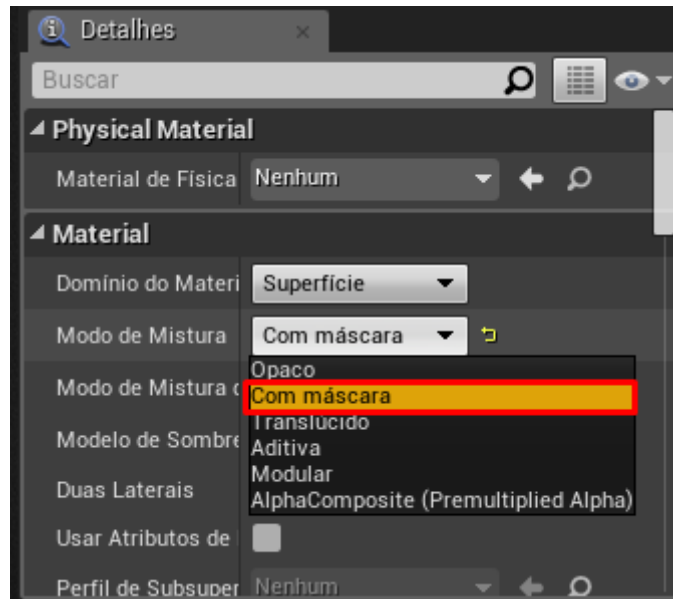 Detalhes
Buscar
Physical Material
Material de Física Nenhum
Material
Domínio do Materi Superfície
Modo de Mistura Com máscara
Opaco
Modo de Mistura Com máscara
Translúcido
Modelo de Sombre Aditiva
Modular
Duas Laterais AlphaComposite (Premultiplied Alpha)
Usar Atributos de
Perfil de Subsuper Nenhum